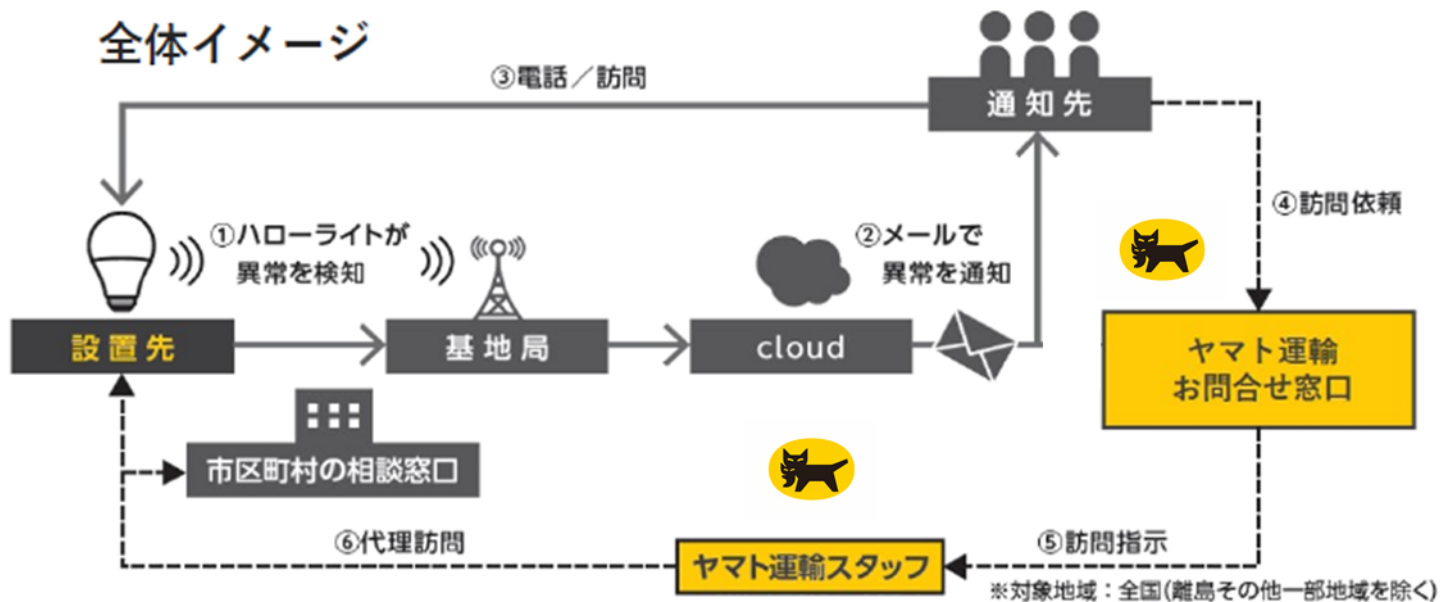 全体イメージ
③電話／訪問
通知先
④訪問依頼
①ハローライトが
異常を検知
②メールで
異常を通知
設置先
基地局
cloud
ヤマト運輸
お問合せ窓口
市区町村の相談窓口
⑥代理訪問
ヤマト運輸スタッフ
⑤訪問指示
※対象地域：全国(離島その他一部地域を除く)